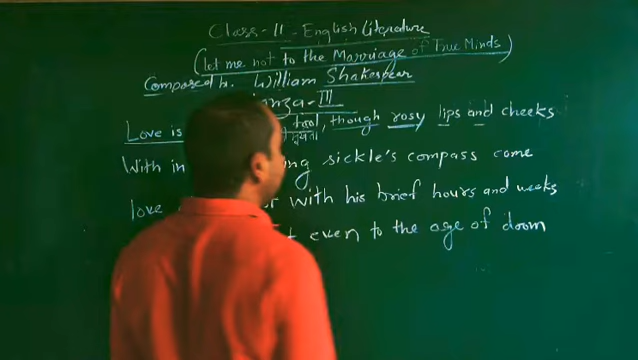 Class - 11 - English Literature
(let me not to the Marriage of True Minds)
Composed by William Shakespear
anza - III
Love is fool, though rosy lips and cheeks
With in ing sickle's compass come
love with his brief hours and weeks
t even to the age of doom